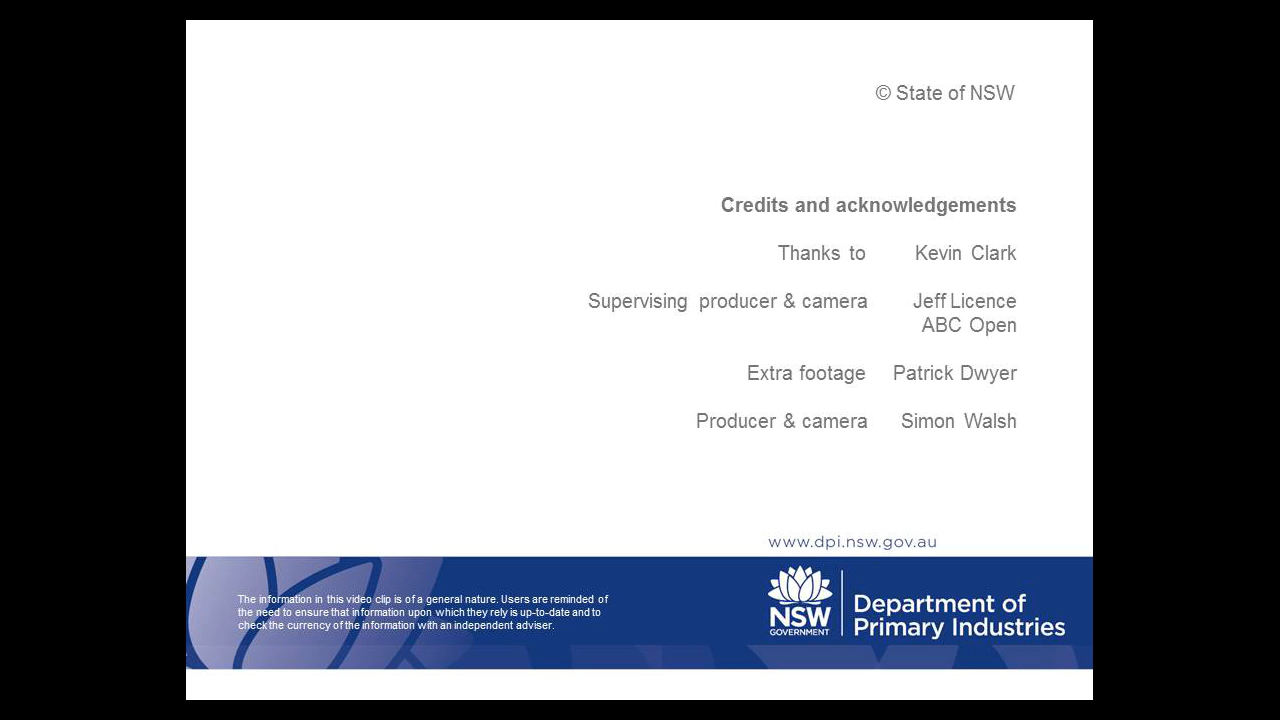 © State of NSW
Credits and acknowledgements
Thanks to Kevin Clark
Supervising producer & camera Jeff Licence
ABC Open
Extra footage Patrick Dwyer
Producer & camera Simon Walsh
www.dpi.nsw.gov.au
The information in this video clip is of a general nature. Users are reminded of
the need to ensure that information upon which they rely is up-to-date and to
check the currency of the information with an independent adviser.
NSW
GOVERNMENT
Department of
Primary Industries